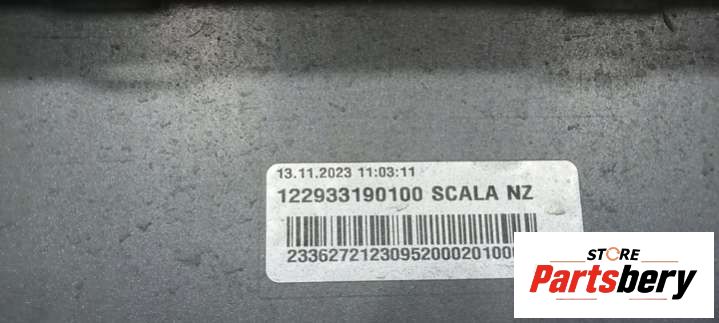 13.11.2023 11:03:11
122933190100 SCALA NZ
STORE
Partsbery